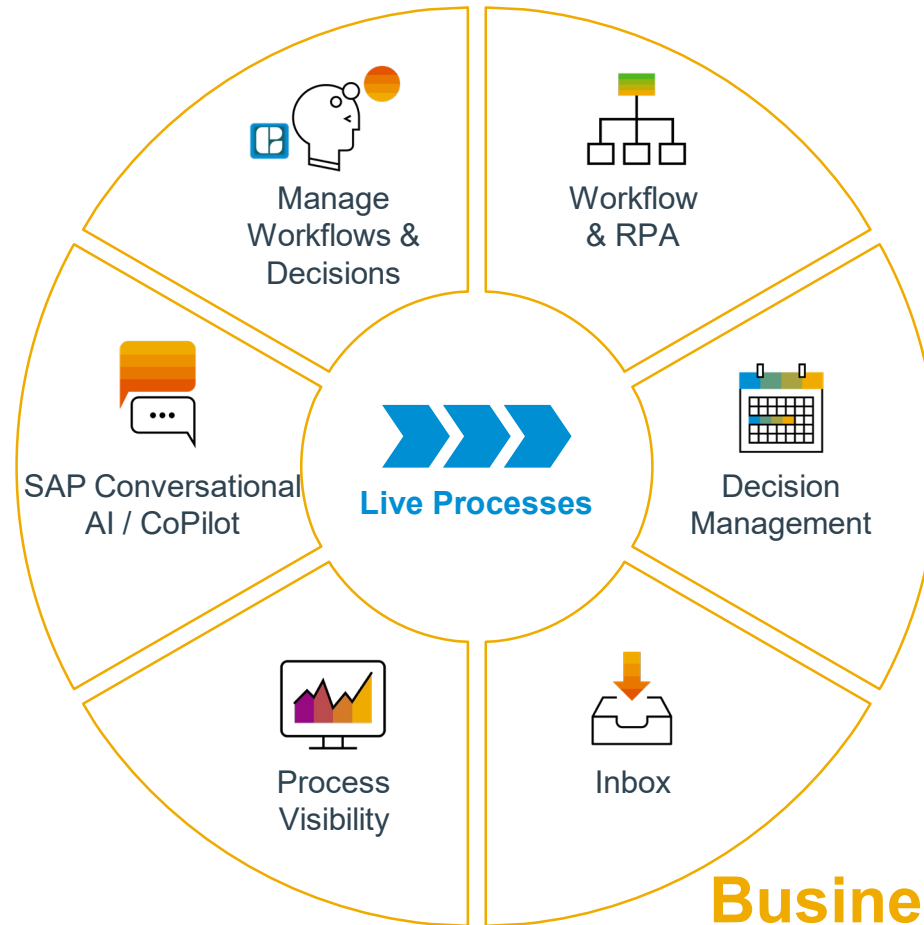 Manage
Workflows &
Decisions
Workflow
& RPA
SAP Conversational
AI / CoPilot
Live Processes
Decision
Management
Process
Visibility
Inbox
Busine